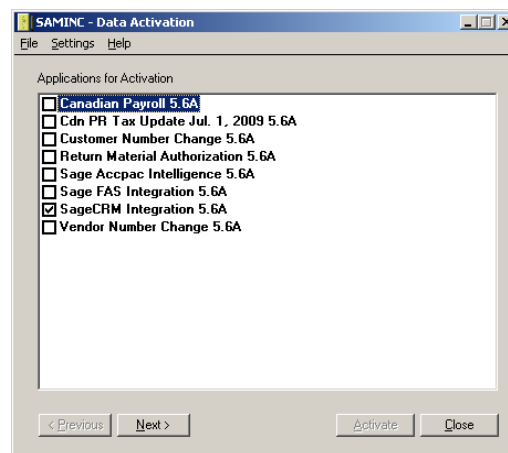 SAMINC - Data Activation
File Settings Help
Applications for Activation
Canadian Payroll 5.6A
Cdn PR Tax Update Jul. 1, 2009 5.6A
Customer Number Change 5.6A
Return Material Authorization 5.6A
Sage Accpac Intelligence 5.6A
Sage FAS Integration 5.6A
SageCRM Integration 5.6A
Vendor Number Change 5.6A
< Previous Next > Activate Close